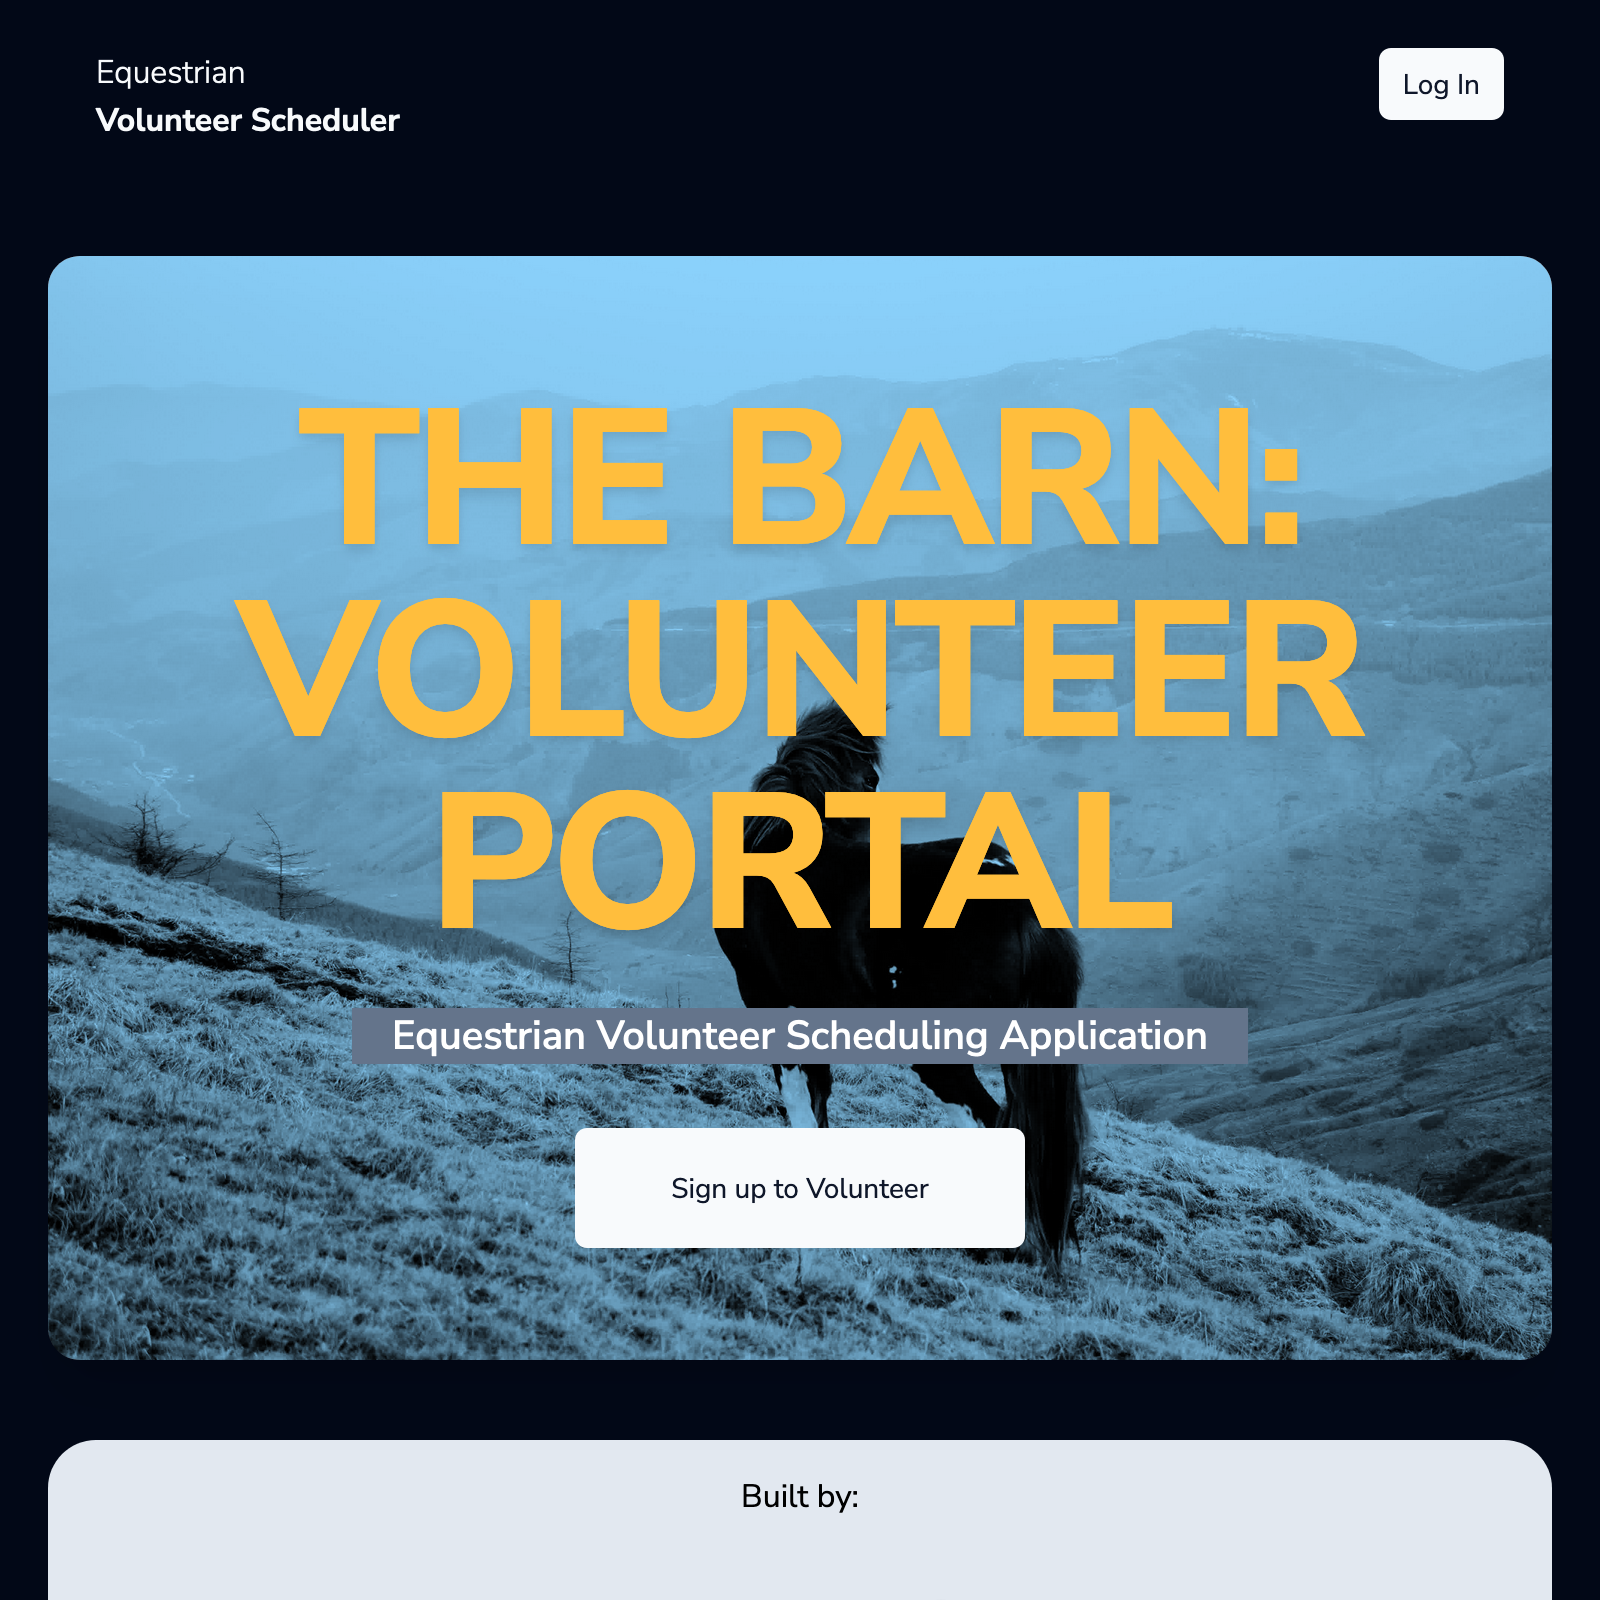 Equestrian
Volunteer Scheduler
Log In
THE BARN:
VOLUNTEER
PORTAL
Equestrian Volunteer Scheduling Application
Sign up to Volunteer
Built by: